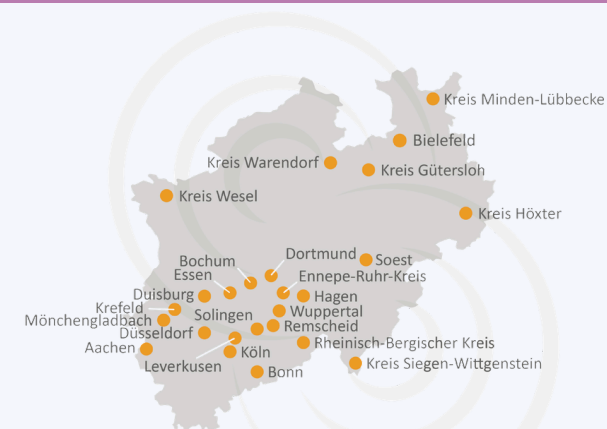 Kreis Minden-Lübbecke
Bielefeld
Kreis Warendorf
Kreis Gütersloh
Kreis Wesel
Kreis Höxter
Dortmund
Bochum
Soest
Essen
Ennepe-Ruhr-Kreis
Duisburg
Hagen
Krefeld
Solingen
Wuppertal
Mönchengladbach
Remscheid
Düsseldorf
Rheinisch-Bergischer Kreis
Aachen
Köln
Leverkusen
Kreis Siegen-Wittgenstein
Bonn